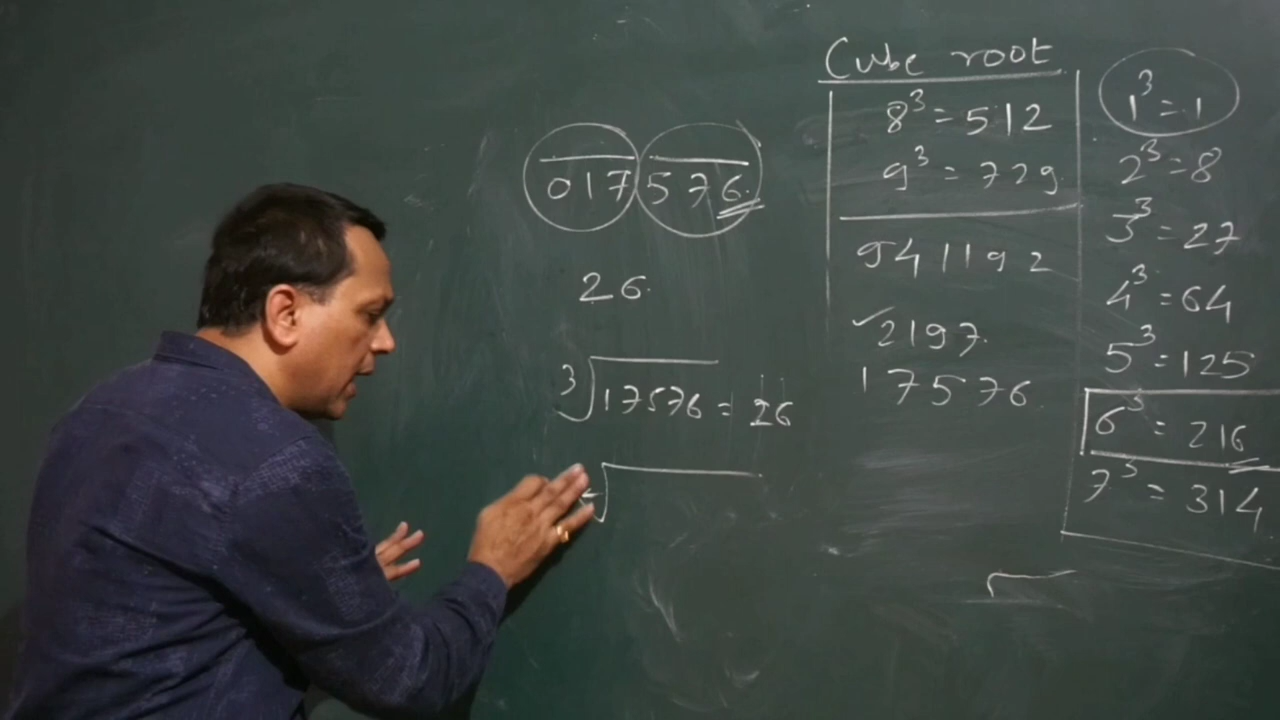 Cube root
8³ = 512
9³ = 729.
941192
✓2197.
17576.
1³ = 1
2³ = 8
3³ = 27
4³ = 64
5³ = 125
6³ = 216
7³ = 314
017 576.
26.
∛17576 = 26